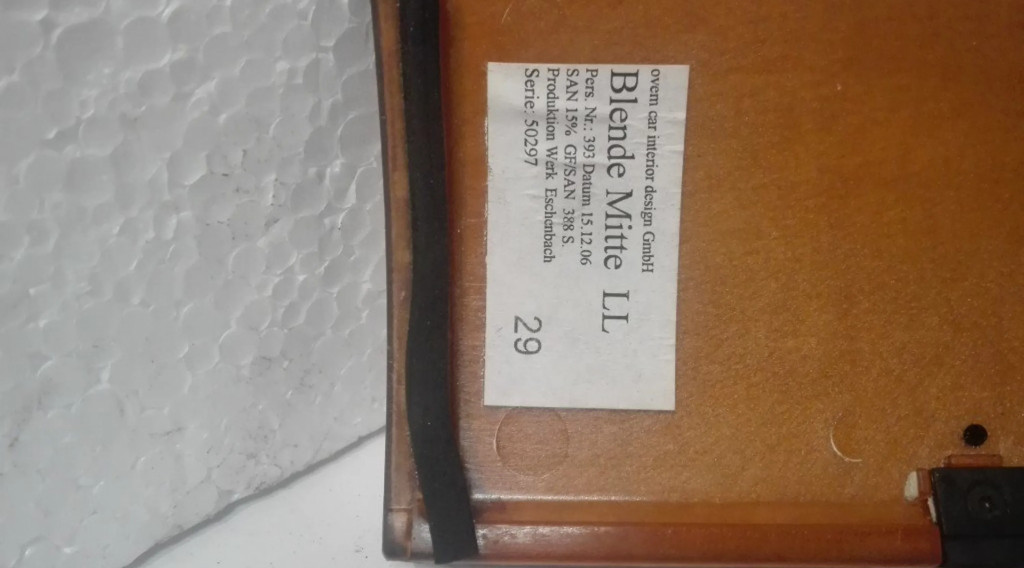 ovem car interior design GmbH
Blende Mitte LL
Pers. Nr.: 393 Datum 15.12.06
SAN 15% GF/SAN 388 S.
Produktion Werk Eschenbach
Serie: 50297
29